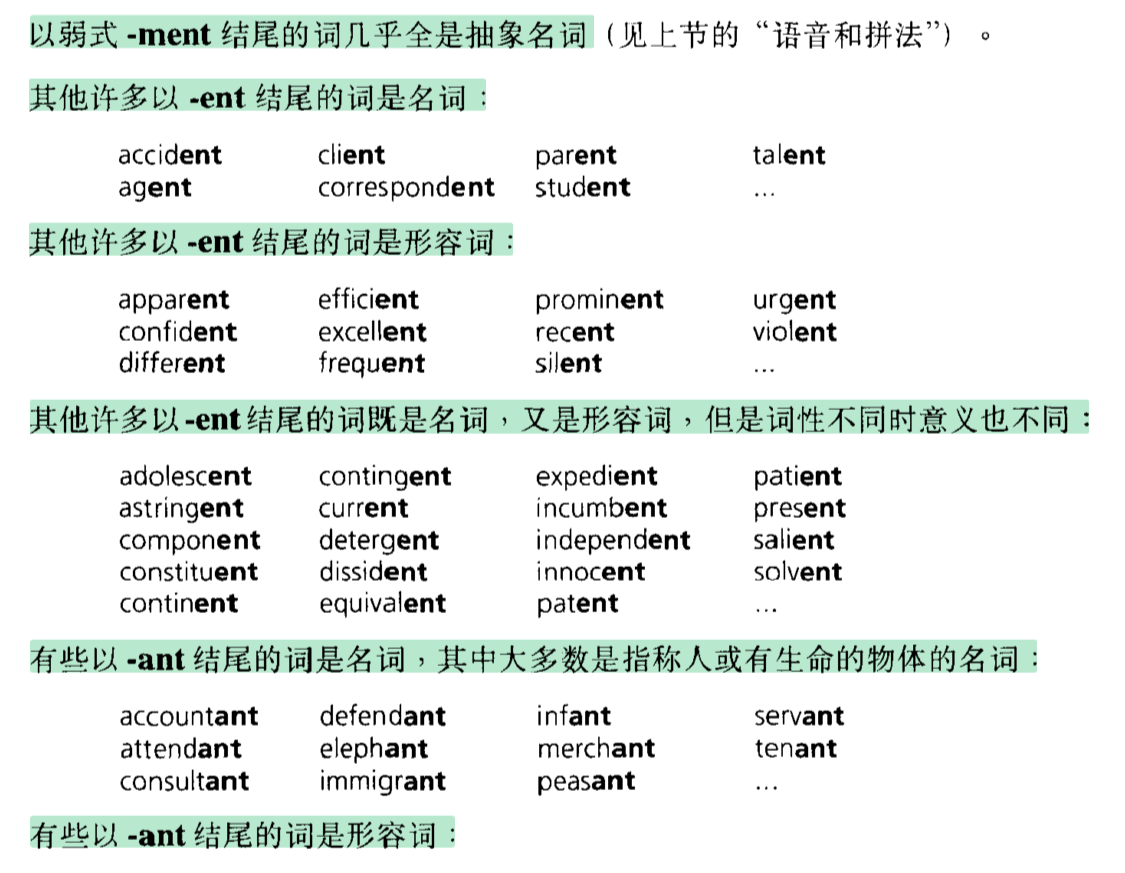 以弱式 -ment 结尾的词几乎全是抽象名词（见上节的“语音和拼法”）。
其他许多以 -ent 结尾的词是名词：
accident client parent talent
agent correspondent student ...
其他许多以 -ent 结尾的词是形容词：
apparent efficient prominent urgent
confident excellent recent violent
different frequent silent ...
其他许多以 -ent 结尾的词既是名词，又是形容词，但是词性不同时意义也不同：
adolescent contingent expedient patient
astringent current incumbent present
component detergent independent salient
constituent dissident innocent solvent
continent equivalent patent ...
有些以 -ant 结尾的词是名词，其中大多数是指称人或有生命的物体的名词：
accountant defendant infant servant
attendant elephant merchant tenant
consultant immigrant peasant ...
有些以 -ant 结尾的词是形容词：